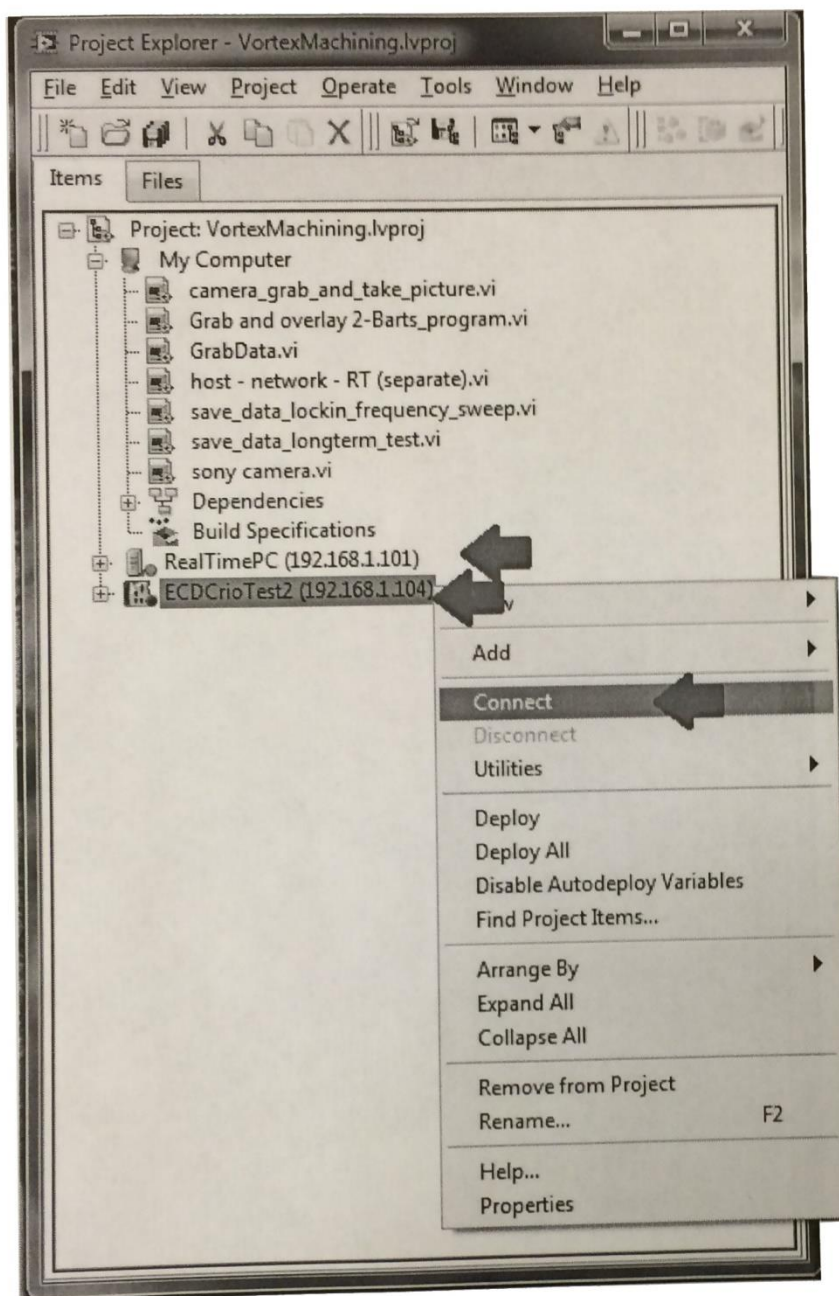 Project Explorer - VortexMachining.lvproj
File Edit View Project Operate Tools Window Help
Items Files
Project: VortexMachining.lvproj
My Computer
camera_grab_and_take_picture.vi
Grab and overlay 2-Barts_program.vi
GrabData.vi
host - network - RT (separate).vi
save_data_lockin_frequency_sweep.vi
save_data_longterm_test.vi
sony camera.vi
Dependencies
Build Specifications
RealTimePC (192.168.1.101)
ECDCrioTest2 (192.168.1.104)
Add
Connect
Disconnect
Utilities
Deploy
Deploy All
Disable Autodeploy Variables
Find Project Items...
Arrange By
Expand All
Collapse All
Remove from Project
Rename... F2
Help...
Properties